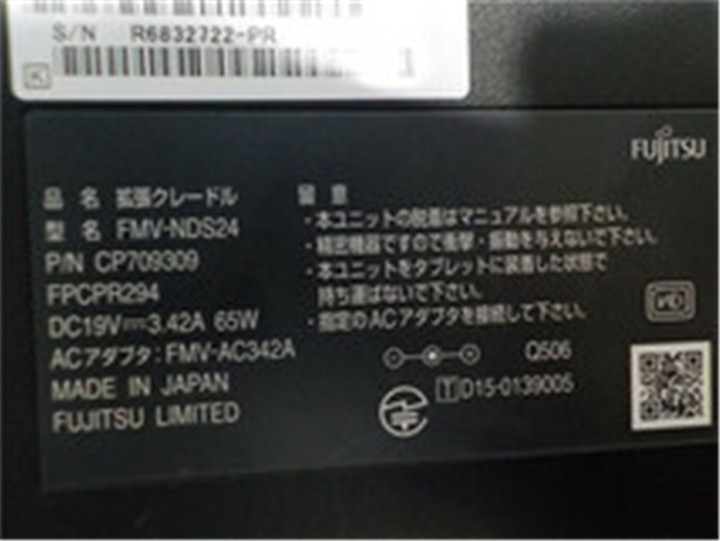 S/N R6832722-PR
FUJITSU
品 名 拡張クレードル
型 名 FMV-NDS24
P/N CP709309
FPCPR294
DC19V⎓3.42A 65W
ACアダプタ:FMV-AC342A
MADE IN JAPAN
FUJITSU LIMITED
留 意
・本ユニットの脱着はマニュアルを参照下さい。
・精密機器ですので衝撃・振動を与えないで下さい。
・本ユニットをタブレットに装着した状態で
持ち運ばないで下さい。
・指定のACアダプタを接続して下さい。
Q506
T D15-0139005